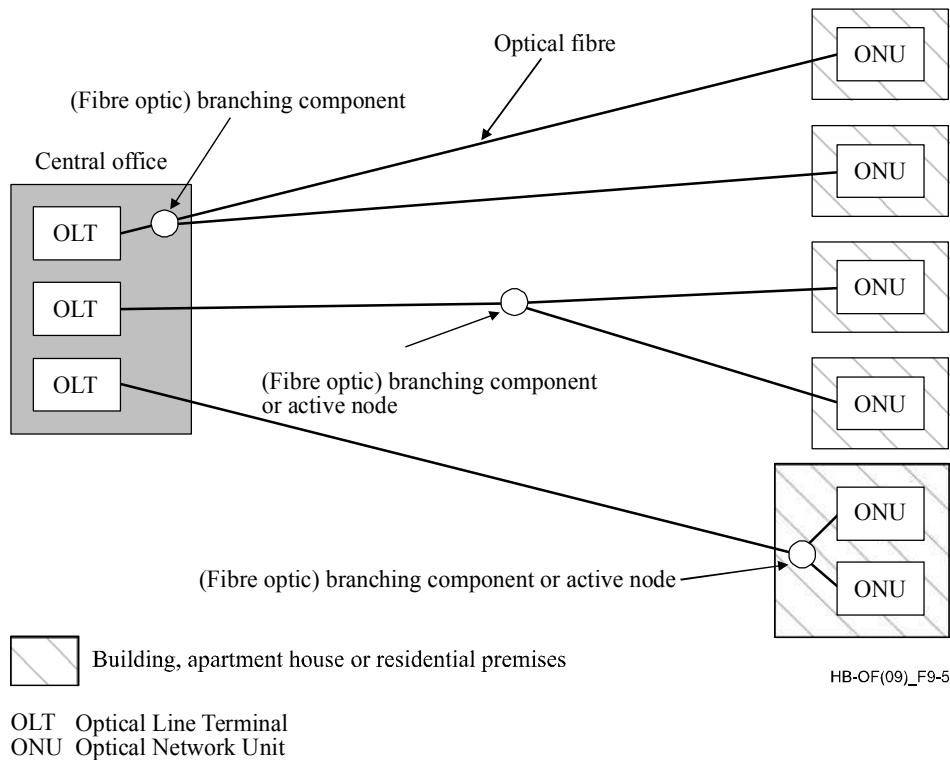 Optical fibre
ONU
(Fibre optic) branching component
Central office
ONU
OLT
ONU
OLT
OLT
(Fibre optic) branching component
or active node
ONU
ONU
(Fibre optic) branching component or active node
ONU
Building, apartment house or residential premises
HB-OF(09)_F9-5
OLT Optical Line Terminal
ONU Optical Network Unit